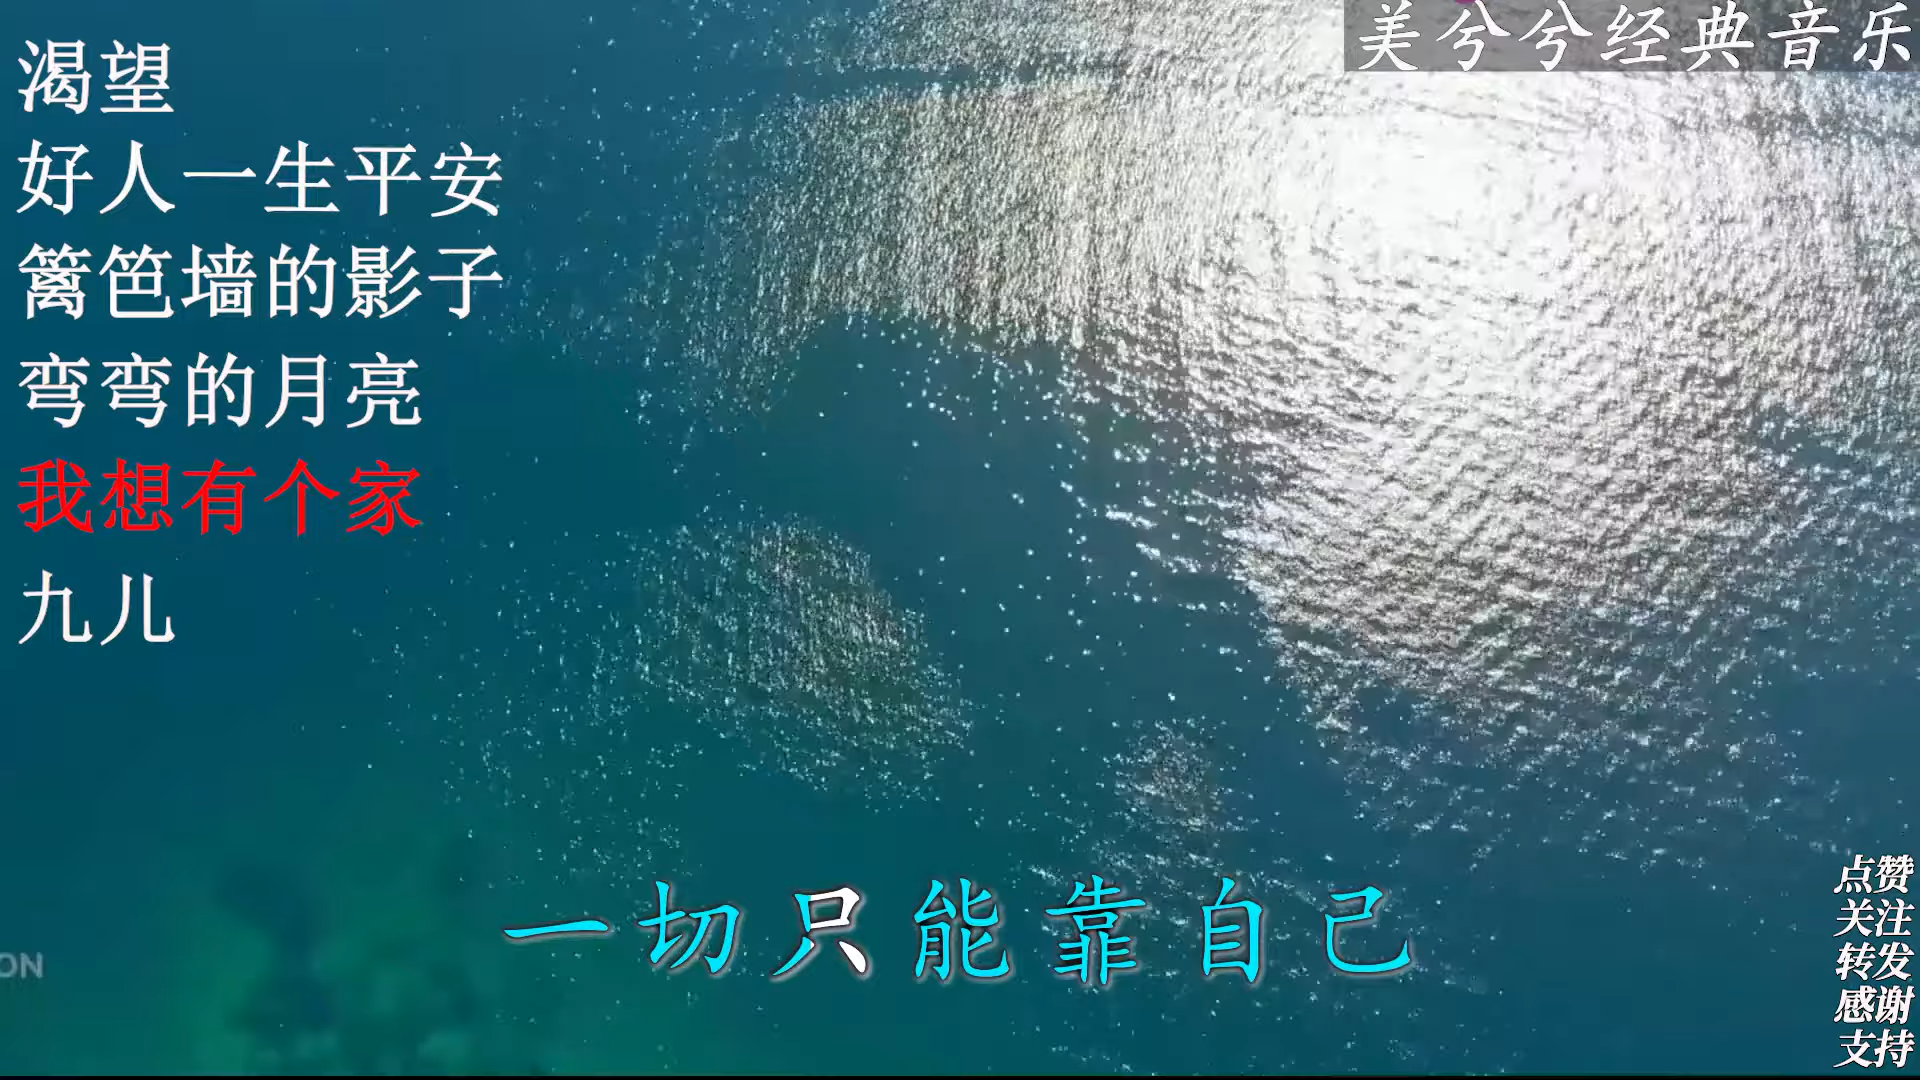 美兮兮经典音乐
渴望
好人一生平安
篱笆墙的影子
弯弯的月亮
我想有个家
九儿
一切只能靠自己
点赞
关注
转发
感谢
支持
ON